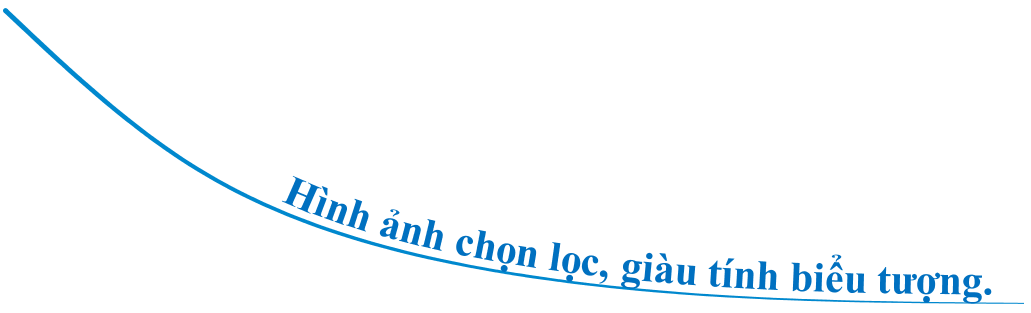 Hình ảnh chọn lọc, giàu tính biểu tượng.